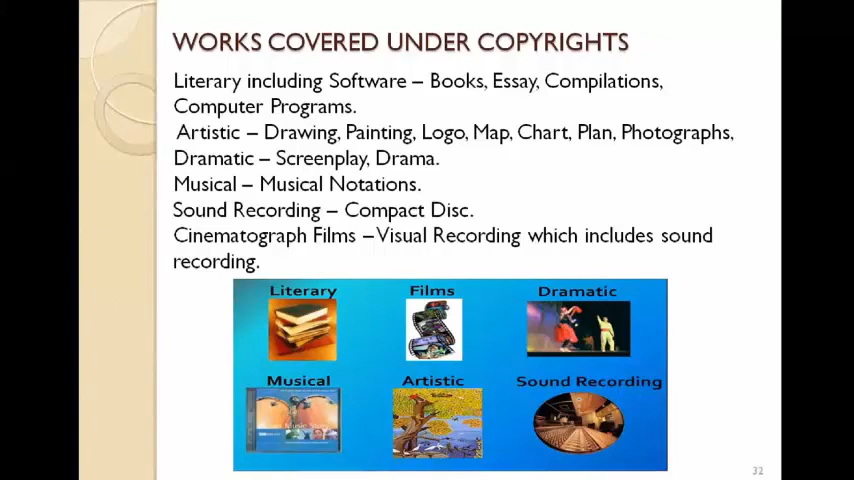 WORKS COVERED UNDER COPYRIGHTS
Literary including Software – Books, Essay, Compilations,
Computer Programs.
Artistic – Drawing, Painting, Logo, Map, Chart, Plan, Photographs,
Dramatic – Screenplay, Drama.
Musical – Musical Notations.
Sound Recording – Compact Disc.
Cinematograph Films – Visual Recording which includes sound
recording.
Literary Films Dramatic
Musical Artistic Sound Recording
Music
32